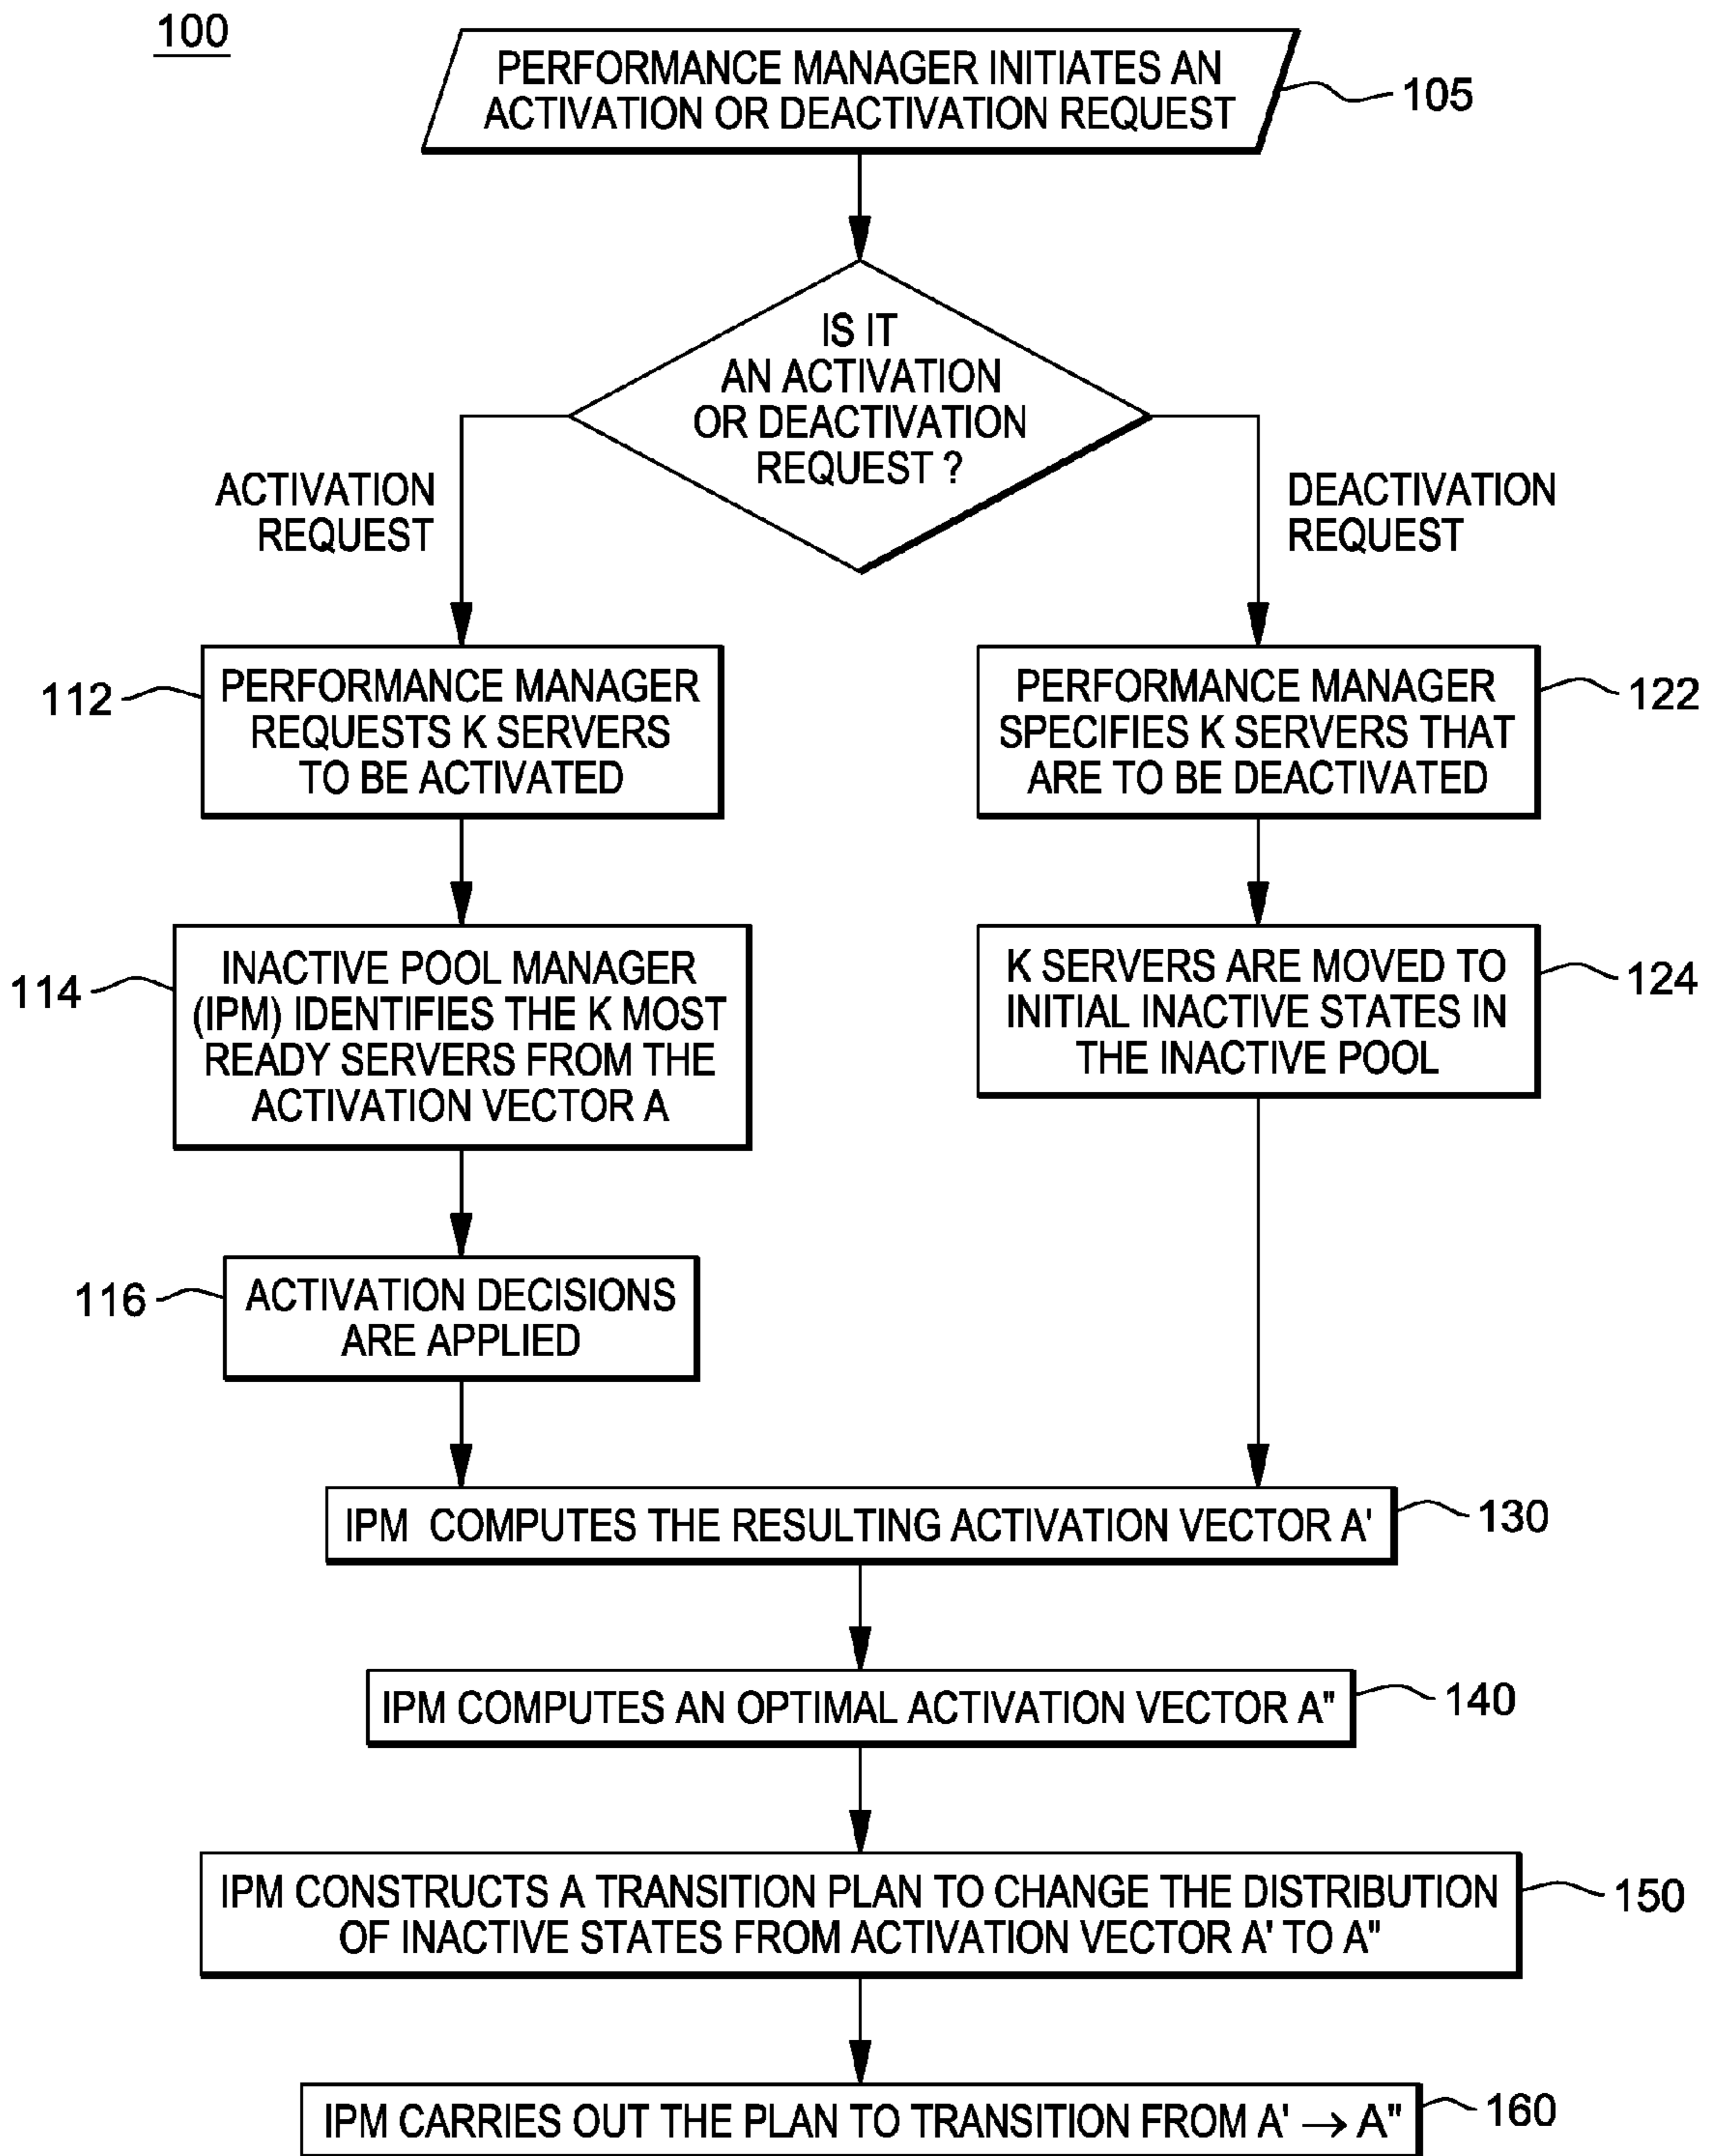 100
PERFORMANCE MANAGER INITIATES AN
ACTIVATION OR DEACTIVATION REQUEST
105
IS IT
AN ACTIVATION
OR DEACTIVATION
REQUEST ?
ACTIVATION
REQUEST
DEACTIVATION
REQUEST
112
PERFORMANCE MANAGER
REQUESTS K SERVERS
TO BE ACTIVATED
PERFORMANCE MANAGER
SPECIFIES K SERVERS THAT
ARE TO BE DEACTIVATED
122
114
INACTIVE POOL MANAGER
(IPM) IDENTIFIES THE K MOST
READY SERVERS FROM THE
ACTIVATION VECTOR A
K SERVERS ARE MOVED TO
INITIAL INACTIVE STATES IN
THE INACTIVE POOL
124
116
ACTIVATION DECISIONS
ARE APPLIED
IPM COMPUTES THE RESULTING ACTIVATION VECTOR A'
130
IPM COMPUTES AN OPTIMAL ACTIVATION VECTOR A"
140
IPM CONSTRUCTS A TRANSITION PLAN TO CHANGE THE DISTRIBUTION
OF INACTIVE STATES FROM ACTIVATION VECTOR A' TO A"
150
IPM CARRIES OUT THE PLAN TO TRANSITION FROM A' → A"
160